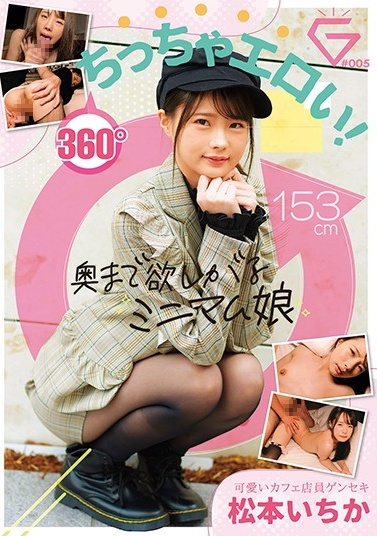 #005
ちっちゃエロい!
360°
153
cm
奥まで欲しがる
ミニマム娘
可愛いカフェ店員ゲンセキ
松本いちか